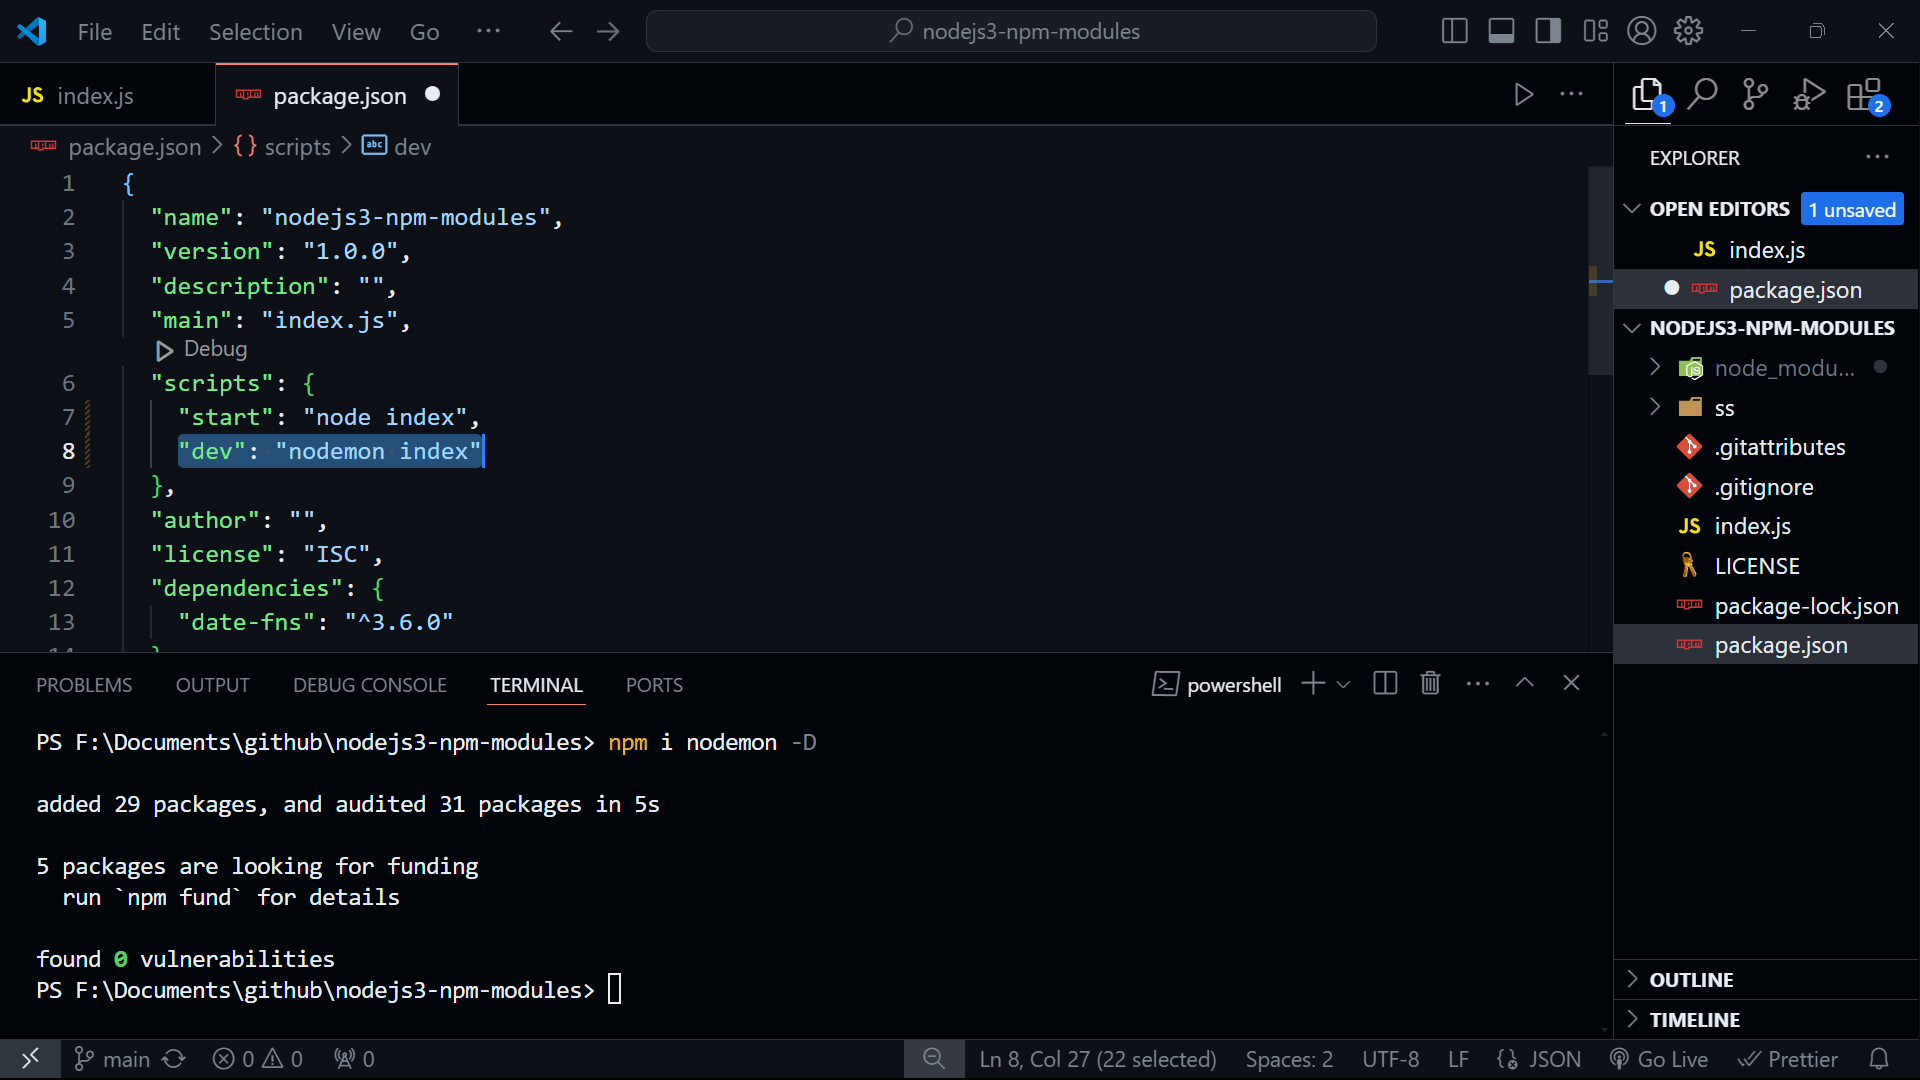 File Edit Selection View Go ··· nodejs3-npm-modules
JS index.js package.json
package.json > {} scripts > abc dev
1 {
2 "name": "nodejs3-npm-modules",
3 "version": "1.0.0",
4 "description": "",
5 "main": "index.js",
Debug
6 "scripts": {
7 "start": "node index",
8 "dev": "nodemon index"
9 },
10 "author": "",
11 "license": "ISC",
12 "dependencies": {
13 "date-fns": "^3.6.0"
1 2
EXPLORER
OPEN EDITORS 1 unsaved
JS index.js
package.json
NODEJS3-NPM-MODULES
node_modu...
ss
.gitattributes
.gitignore
JS index.js
LICENSE
package-lock.json
package.json
OUTLINE
TIMELINE
PROBLEMS OUTPUT DEBUG CONSOLE TERMINAL PORTS powershell
PS F:\Documents\github\nodejs3-npm-modules> npm i nodemon -D
added 29 packages, and audited 31 packages in 5s
5 packages are looking for funding
run `npm fund` for details
found 0 vulnerabilities
PS F:\Documents\github\nodejs3-npm-modules>
main 0 0 0 Ln 8, Col 27 (22 selected) Spaces: 2 UTF-8 LF {} JSON Go Live Prettier